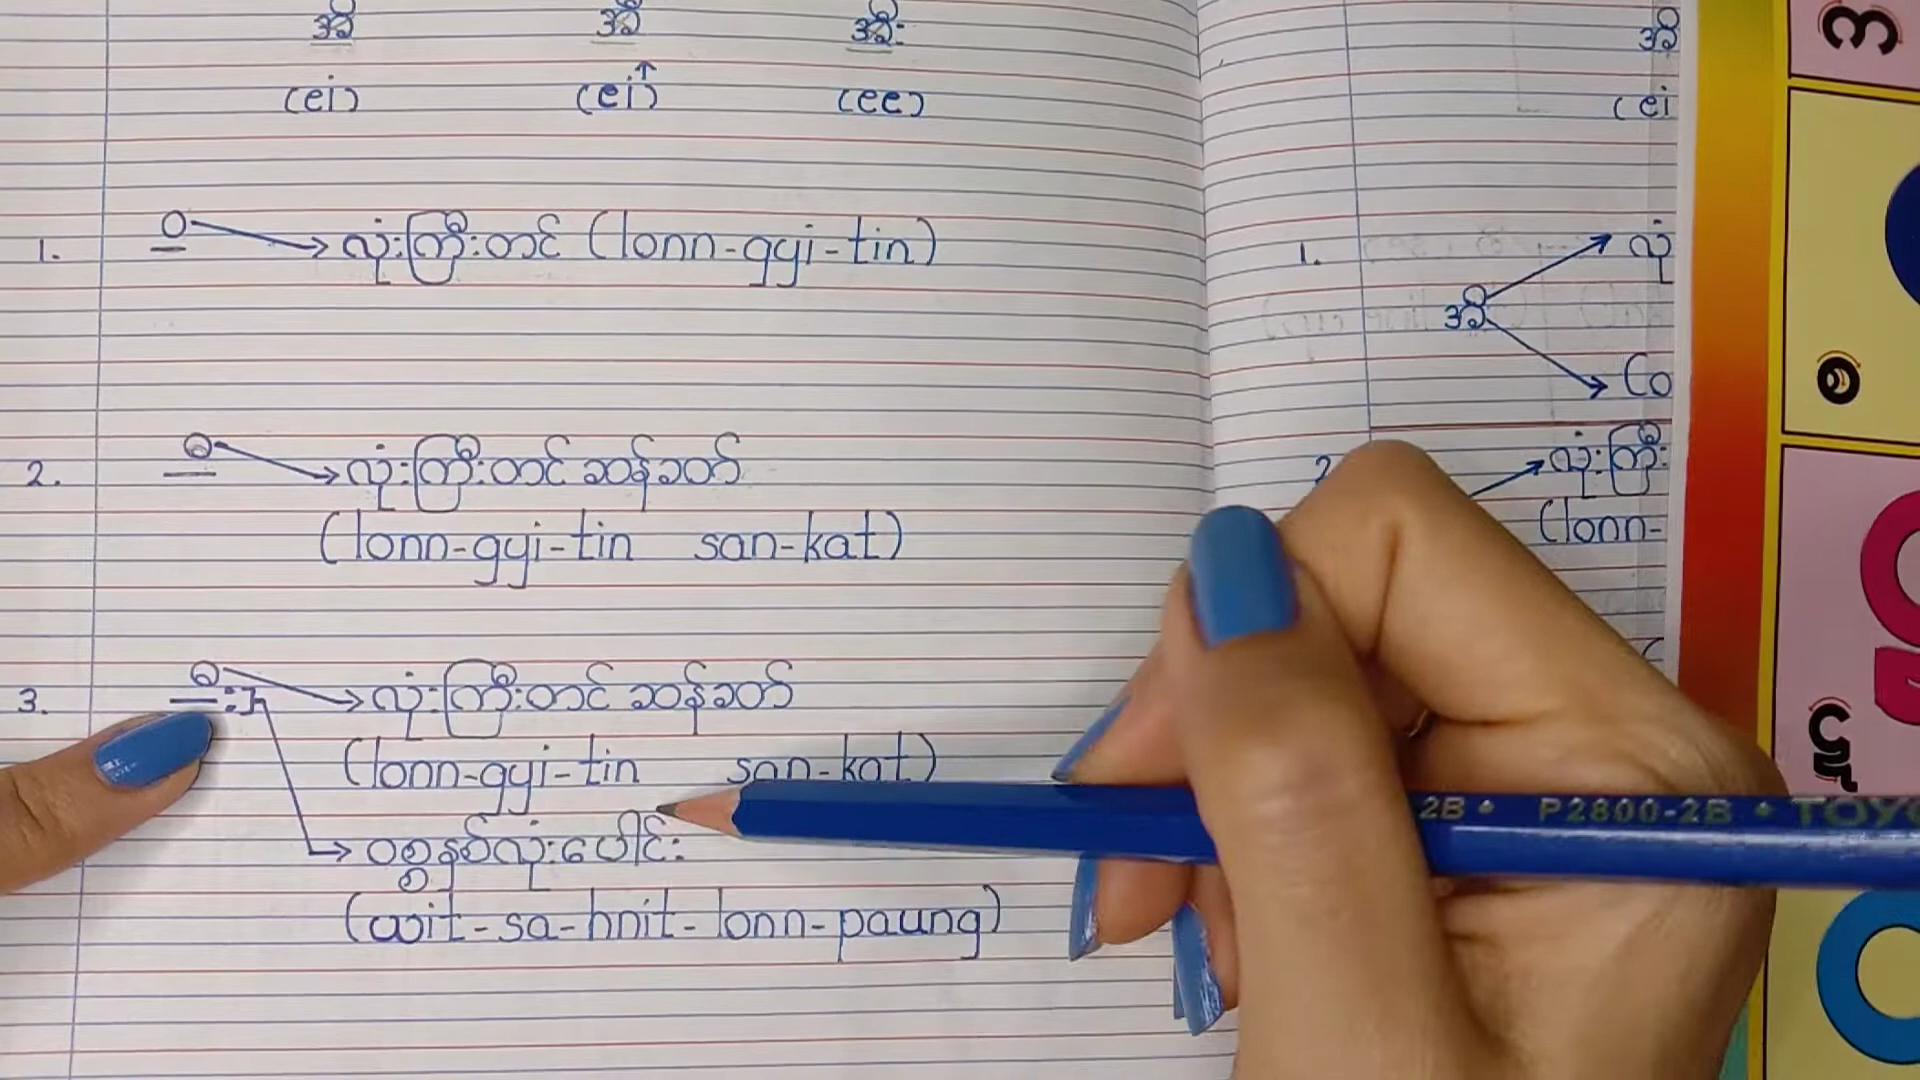 အိ အိ အီး
(ei) (ei↑) (ee)
1. ိ → လုံးကြီးတင် (lonn-gyi-tin)
2. ီ → လုံးကြီးတင် ဆန်ခတ်
(lonn-gyi-tin san-kat)
3. ီး → လုံးကြီးတင် ဆန်ခတ်
(lonn-gyi-tin san-kat)
→ ဝစ္စနှစ်လုံးပေါင်း
(wit-sa-hnit-lonn-paung)
အိ
(ei
1.
အိ
Co
2
လုံးကြီး
(lonn-
2B • P2800-2B •
၉